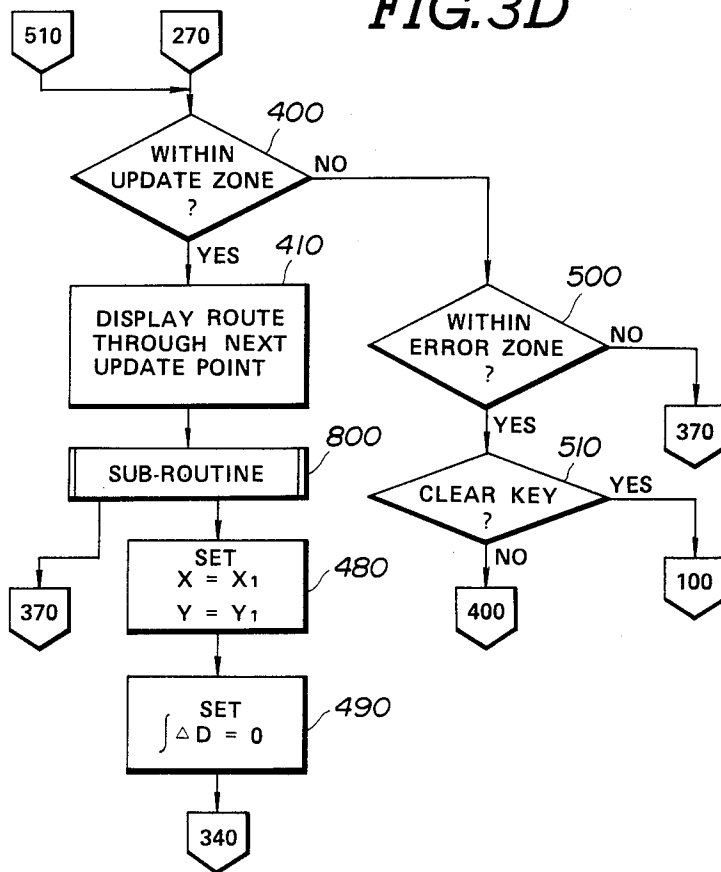 FIG. 3D
510
270
400
WITHIN
UPDATE ZONE
?
NO
YES
410
DISPLAY ROUTE
THROUGH NEXT
UPDATE POINT
500
WITHIN
ERROR ZONE
?
NO
370
YES
800
SUB-ROUTINE
510
CLEAR KEY
?
YES
100
NO
400
370
SET
X = X1
Y = Y1
480
SET
∫ △ D = 0
490
340